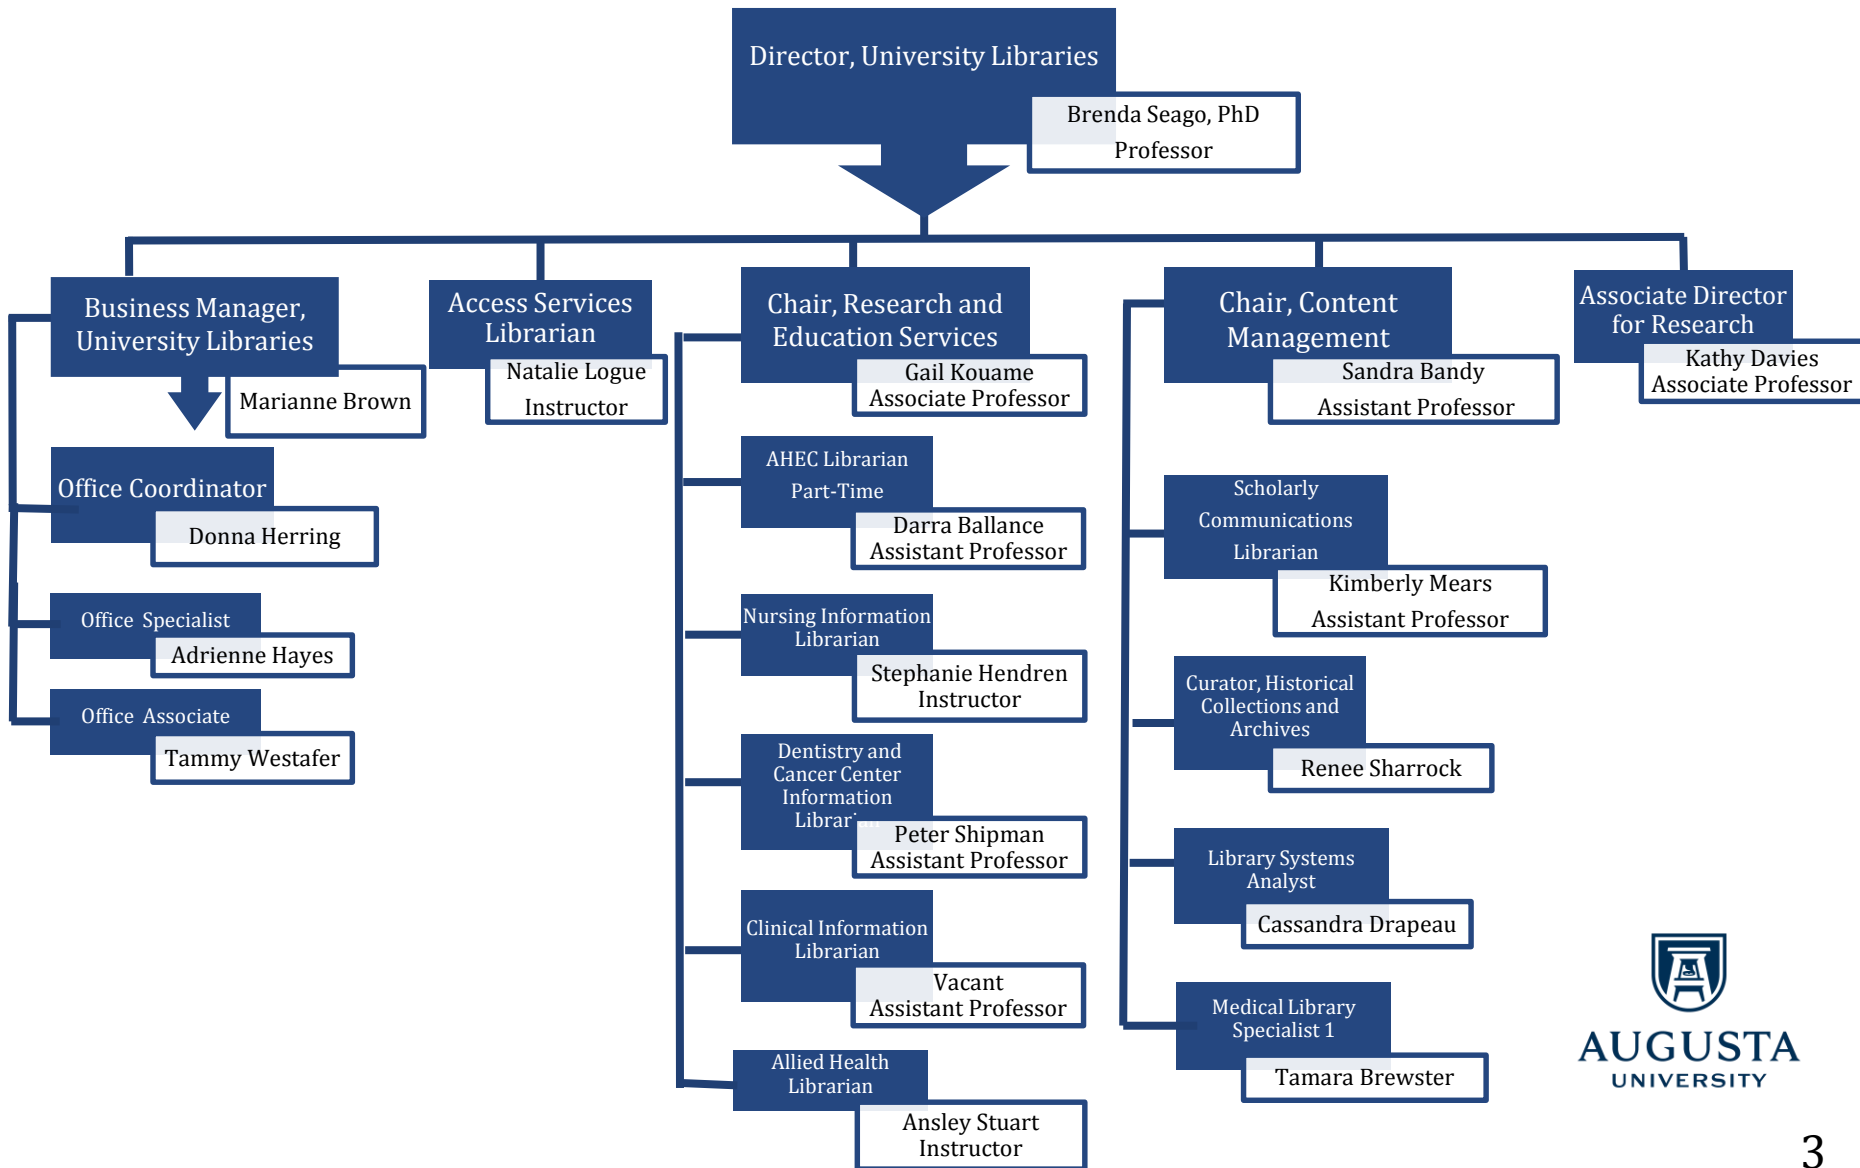 Director, University Libraries
Brenda Seago, PhD
Professor
Business Manager,
University Libraries
Marianne Brown
Office Coordinator
Donna Herring
Office Specialist
Adrienne Hayes
Office Associate
Tammy Westafer
Access Services
Librarian
Natalie Logue
Instructor
Chair, Research and
Education Services
Gail Kouame
Associate Professor
AHEC Librarian
Part-Time
Darra Ballance
Assistant Professor
Nursing Information
Librarian
Stephanie Hendren
Instructor
Dentistry and
Cancer Center
Information
Librarian
Peter Shipman
Assistant Professor
Clinical Information
Librarian
Vacant
Assistant Professor
Allied Health
Librarian
Ansley Stuart
Instructor
Chair, Content
Management
Sandra Bandy
Assistant Professor
Scholarly
Communications
Librarian
Kimberly Mears
Assistant Professor
Curator, Historical
Collections and
Archives
Renee Sharrock
Library Systems
Analyst
Cassandra Drapeau
Medical Library
Specialist 1
Tamara Brewster
Associate Director
for Research
Kathy Davies
Associate Professor
AUGUSTA
UNIVERSITY
3